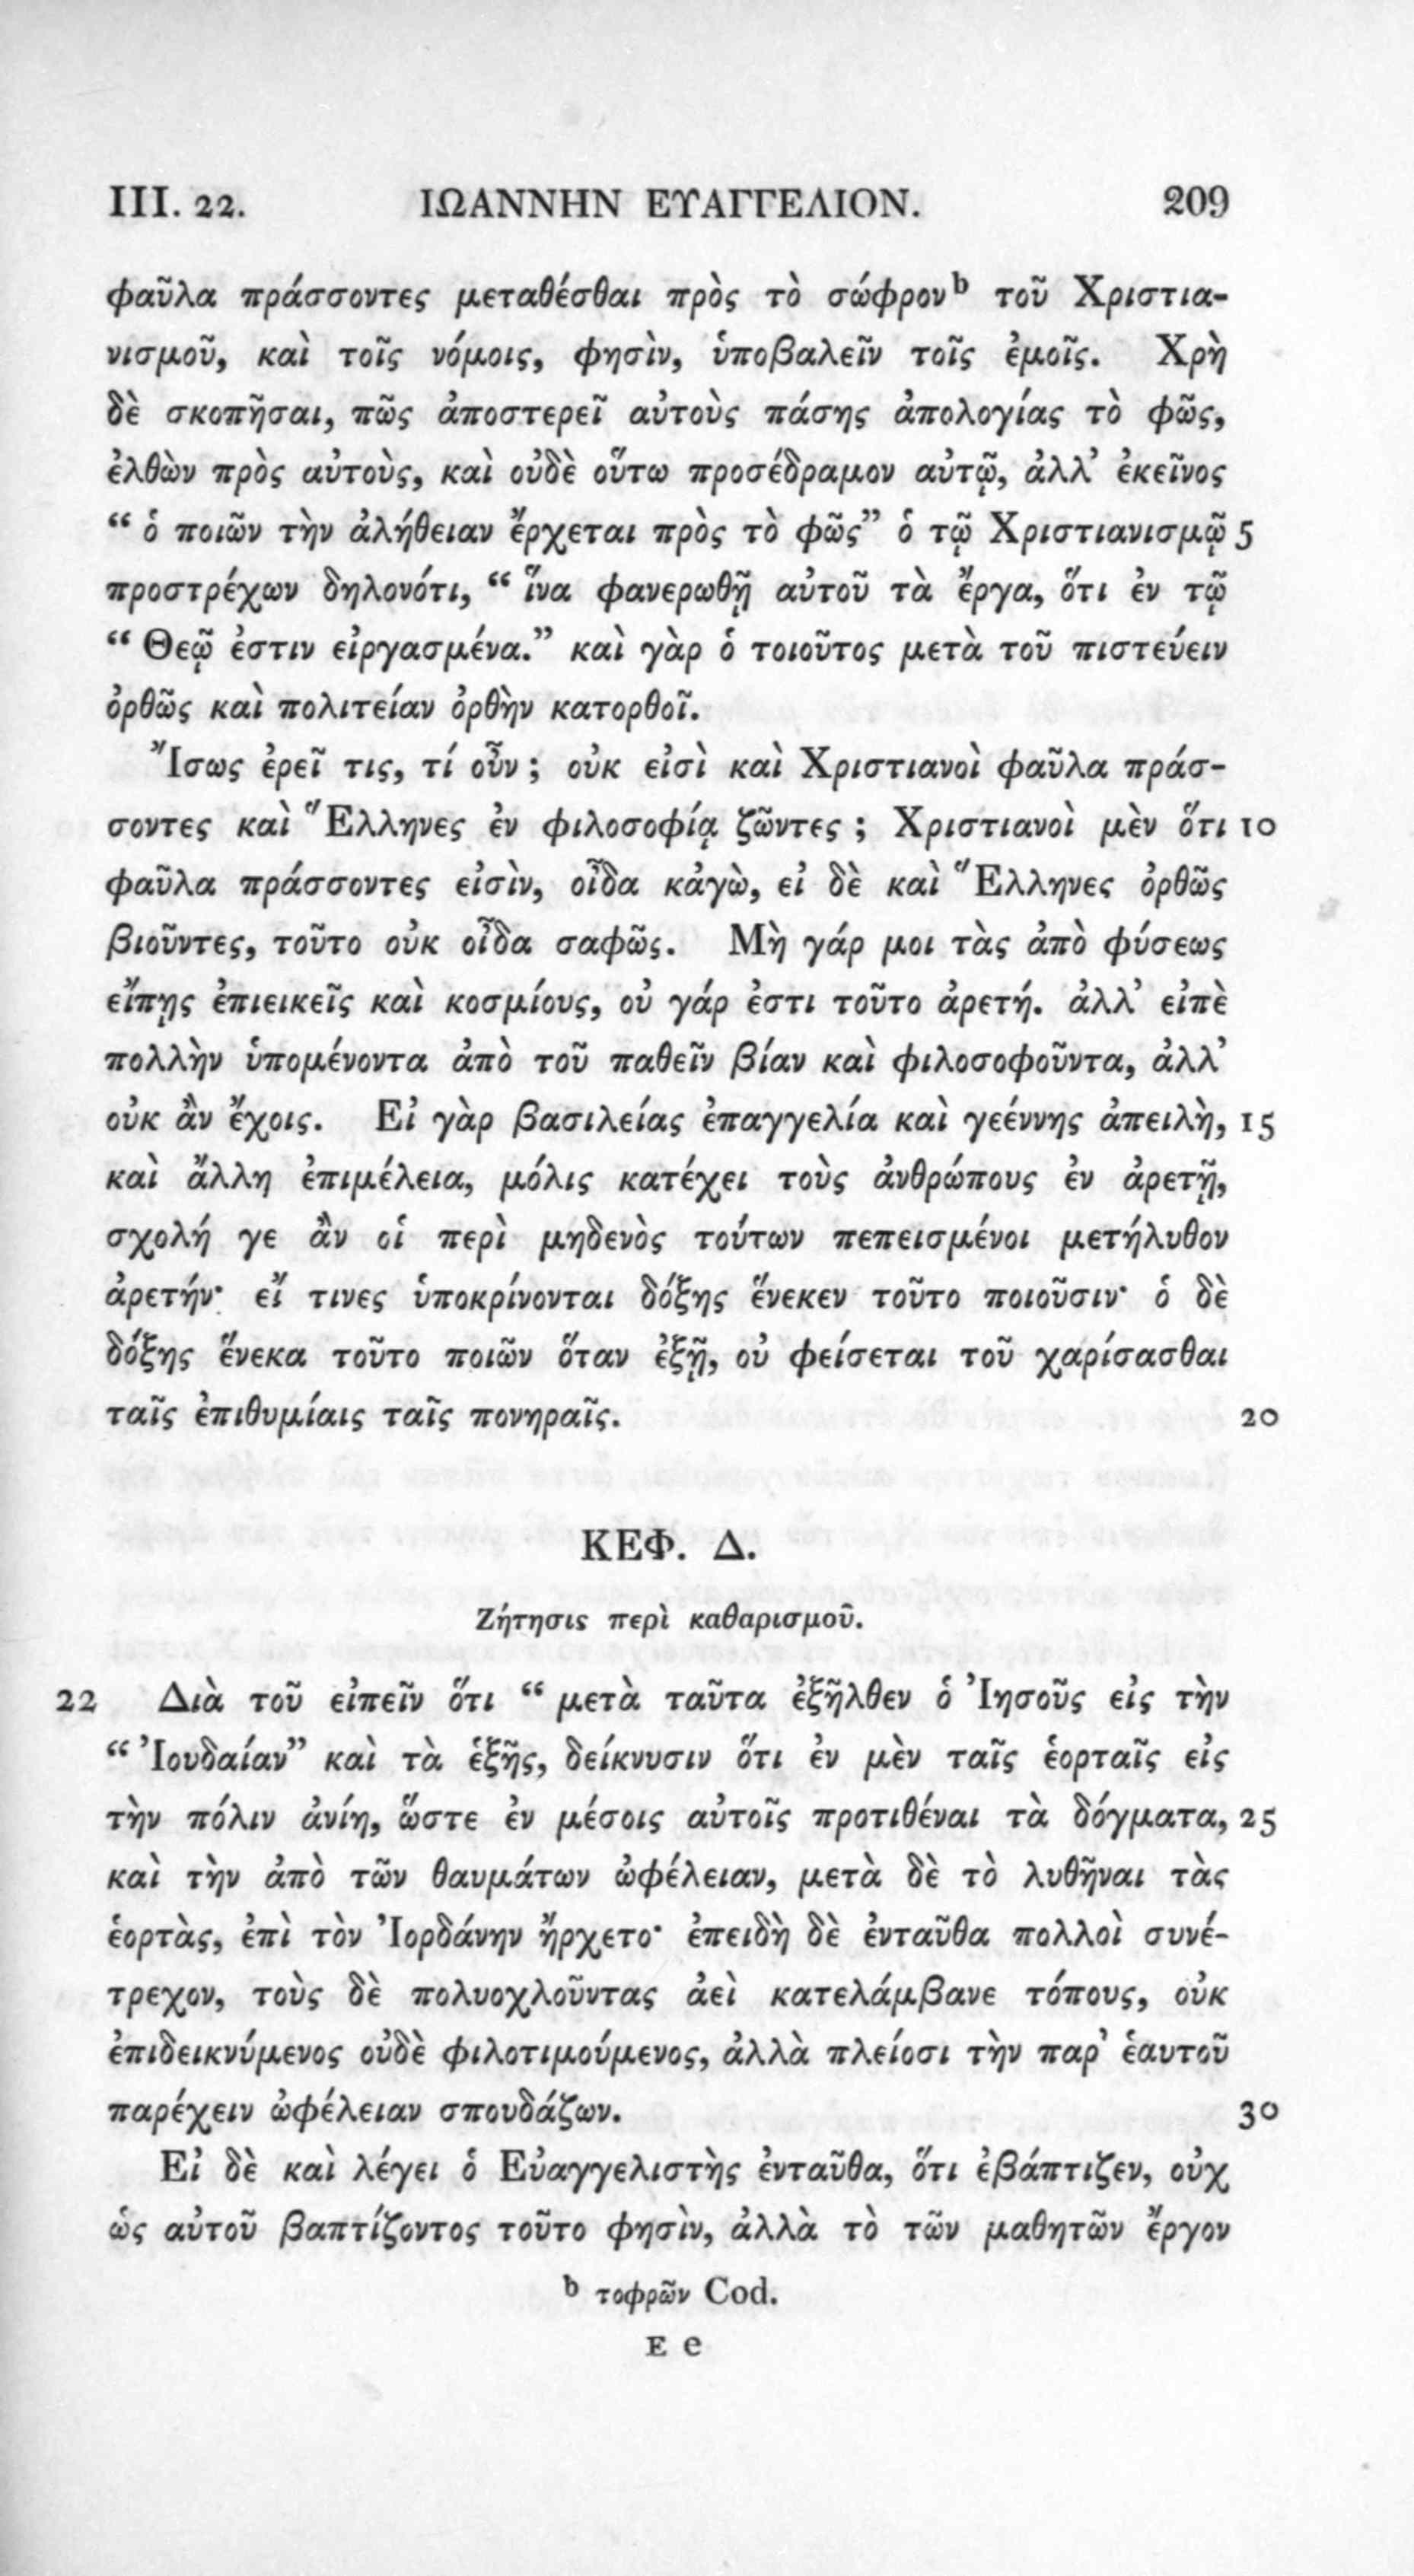 III. 22. ΙΩΑΝΝΗΝ ΕΥΑΓΓΕΛΙΟΝ. 209
φαῦλα πράσσοντες μεταθέσθαι πρὸς τὸ σώφρον b τοῦ Χριστια-
νισμοῦ, καὶ τοῖς νόμοις, φησὶν, ὑποβαλεῖν τοῖς ἐμοῖς. Χρὴ
δὲ σκοπῆσαι, πῶς ἀποστερεῖ αὐτοὺς πάσης ἀπολογίας τὸ φῶς,
ἐλθὼν πρὸς αὐτοὺς, καὶ οὐδὲ οὕτω προσέδραμον αὐτῷ, ἀλλ’ ἐκεῖνος
“ ὁ ποιῶν τὴν ἀλήθειαν ἔρχεται πρὸς τὸ φῶς” ὁ τῷ Χριστιανισμῷ 5
προστρέχων δηλονότι, “ ἵνα φανερωθῇ αὐτοῦ τὰ ἔργα, ὅτι ἐν τῷ
“ Θεῷ ἐστιν εἰργασμένα.” καὶ γὰρ ὁ τοιοῦτος μετὰ τοῦ πιστεύειν
ὀρθῶς καὶ πολιτείαν ὀρθὴν κατορθοῖ.
Ἴσως ἐρεῖ τις, τί οὖν ; οὐκ εἰσὶ καὶ Χριστιανοὶ φαῦλα πράσ-
σοντες καὶ Ἕλληνες ἐν φιλοσοφίᾳ ζῶντες ; Χριστιανοὶ μὲν ὅτι 10
φαῦλα πράσσοντες εἰσὶν, οἶδα κἀγὼ, εἰ δὲ καὶ Ἕλληνες ὀρθῶς
βιοῦντες, τοῦτο οὐκ οἶδα σαφῶς. Μὴ γάρ μοι τὰς ἀπὸ φύσεως
εἴπῃς ἐπιεικεῖς καὶ κοσμίους, οὐ γάρ ἐστι τοῦτο ἀρετή. ἀλλ’ εἰπὲ
πολλὴν ὑπομένοντα ἀπὸ τοῦ παθεῖν βίαν καὶ φιλοσοφοῦντα, ἀλλ’
οὐκ ἂν ἔχοις. Εἰ γὰρ βασιλείας ἐπαγγελία καὶ γεέννης ἀπειλὴ, 15
καὶ ἄλλη ἐπιμέλεια, μόλις κατέχει τοὺς ἀνθρώπους ἐν ἀρετῇ,
σχολή γε ἂν οἱ περὶ μηδενὸς τούτων πεπεισμένοι μετήλυθον
ἀρετήν· εἴ τινες ὑποκρίνονται δόξης ἕνεκεν τοῦτο ποιοῦσιν· ὁ δὲ
δόξης ἕνεκα τοῦτο ποιῶν ὅταν ἐξῇ, οὐ φείσεται τοῦ χαρίσασθαι
ταῖς ἐπιθυμίαις ταῖς πονηραῖς. 20
ΚΕΦ. Δ.
Ζήτησις περὶ καθαρισμοῦ.
22 Διὰ τοῦ εἰπεῖν ὅτι “ μετὰ ταῦτα ἐξῆλθεν ὁ Ἰησοῦς εἰς τὴν
“ Ἰουδαίαν” καὶ τὰ ἑξῆς, δείκνυσιν ὅτι ἐν μὲν ταῖς ἑορταῖς εἰς
τὴν πόλιν ἀνίη, ὥστε ἐν μέσοις αὐτοῖς προτιθέναι τὰ δόγματα, 25
καὶ τὴν ἀπὸ τῶν θαυμάτων ὠφέλειαν, μετὰ δὲ τὸ λυθῆναι τὰς
ἑορτὰς, ἐπὶ τὸν Ἰορδάνην ἤρχετο· ἐπειδὴ δὲ ἐνταῦθα πολλοὶ συνέ-
τρεχον, τοὺς δὲ πολυοχλοῦντας ἀεὶ κατελάμβανε τόπους, οὐκ
ἐπιδεικνύμενος οὐδὲ φιλοτιμούμενος, ἀλλὰ πλείοσι τὴν παρ’ ἑαυτοῦ
παρέχειν ὠφέλειαν σπουδάζων. 30
Εἰ δὲ καὶ λέγει ὁ Εὐαγγελιστὴς ἐνταῦθα, ὅτι ἐβάπτιζεν, οὐχ
ὡς αὐτοῦ βαπτίζοντος τοῦτο φησὶν, ἀλλὰ τὸ τῶν μαθητῶν ἔργον
b τοφρῶν Cod.
E e